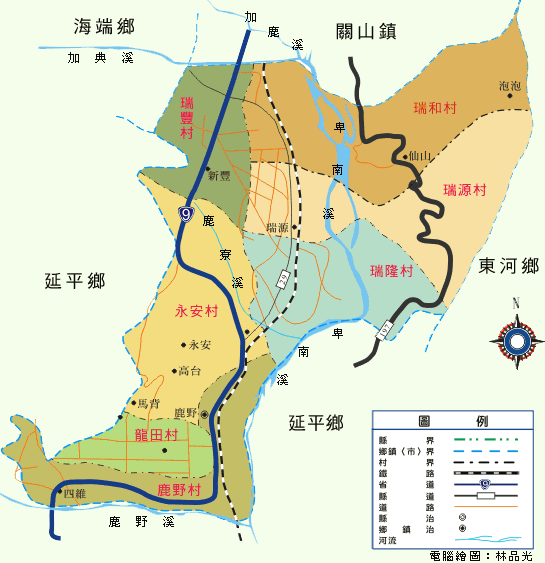 海端鄉
加鹿溪
關山鎮
加典溪
瑞豐村
瑞和村
泡泡
卑南溪
仙山
新豐
瑞源村
9
鹿寮溪
瑞源
延平鄉
東河鄉
瑞隆村
29
永安村
N
197
卑南溪
永安
高台
馬背
鹿野
延平鄉
龍田村
鹿野村
四維
鹿野溪
圖例
縣界
鄉鎮(市)界
村界
鐵路
省道 9
縣道
道路
縣治
鄉鎮治
河流
電腦繪圖：林品光